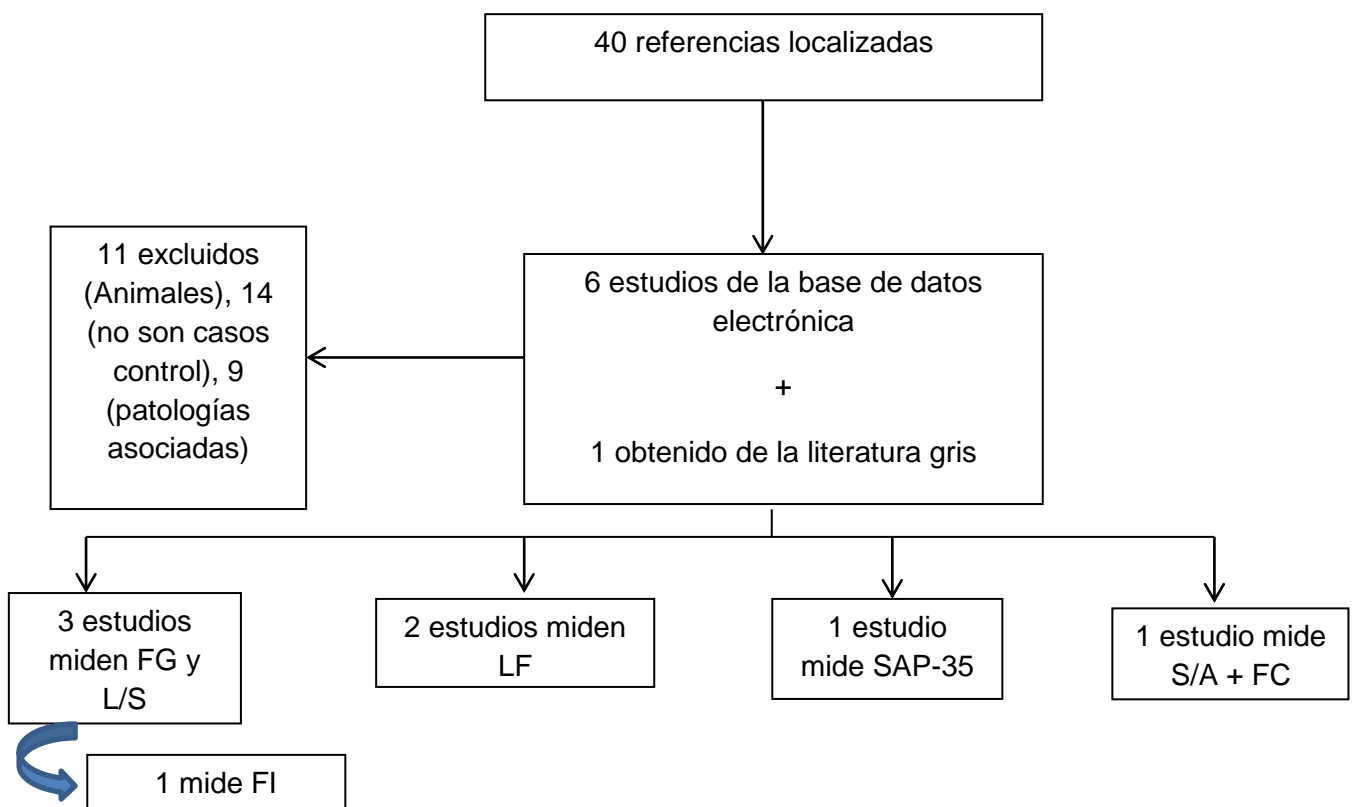 40 referencias localizadas
11 excluidos
(Animales), 14
(no son casos
control), 9
(patologías
asociadas)
6 estudios de la base de datos
electrónica
+
1 obtenido de la literatura gris
3 estudios
miden FG y
L/S
2 estudios miden
LF
1 estudio
mide SAP-35
1 estudio mide
S/A + FC
1 mide FI